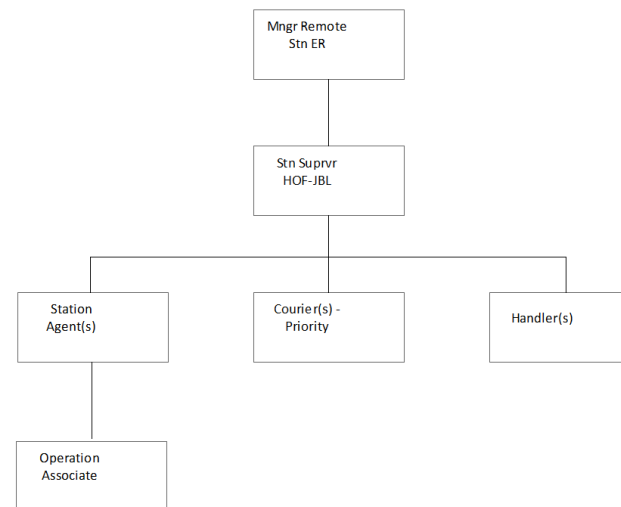 Mngr Remote
Stn ER
Stn Suprvr
HOF-JBL
Station
Agent(s)
Courier(s) -
Priority
Handler(s)
Operation
Associate